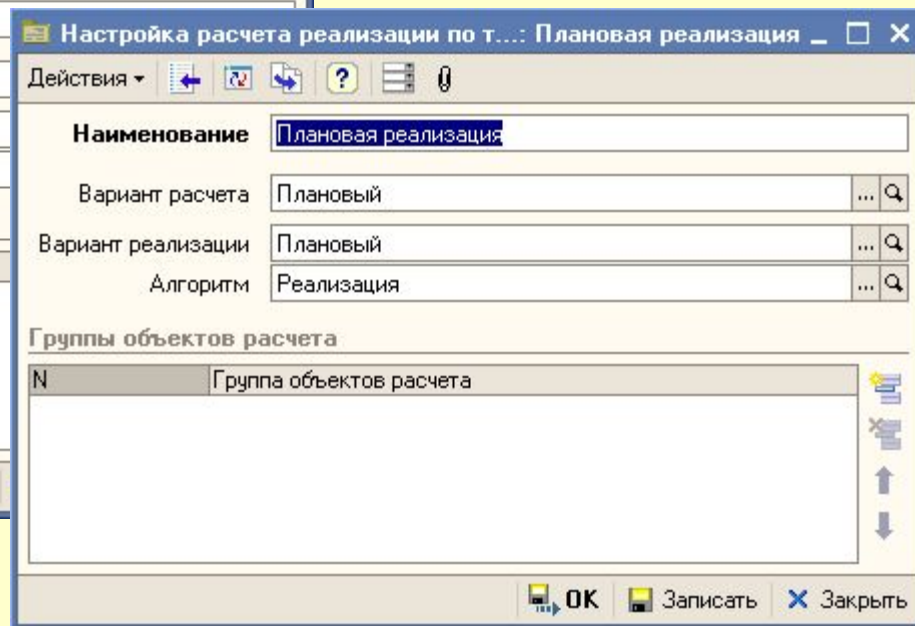 Настройка расчета реализации по т...: Плановая реализация
Действия
Наименование Плановая реализация
Вариант расчета Плановый ...
Вариант реализации Плановый ...
Алгоритм Реализация ...
Группы объектов расчета
N Группа объектов расчета
OK Записать Закрыть